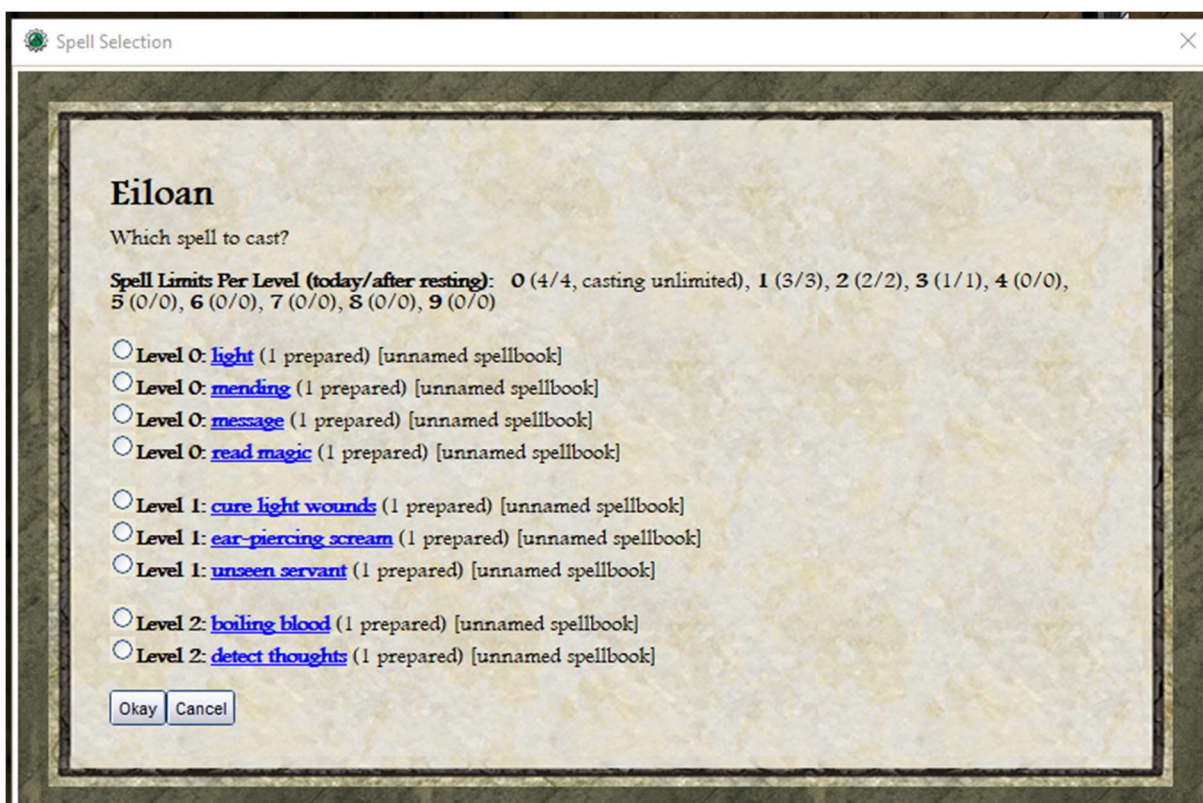 Spell Selection
Eiloan
Which spell to cast?
Spell Limits Per Level (today/after resting): 0 (4/4, casting unlimited), 1 (3/3), 2 (2/2), 3 (1/1), 4 (0/0),
5 (0/0), 6 (0/0), 7 (0/0), 8 (0/0), 9 (0/0)
Level 0: light (1 prepared) [unnamed spellbook]
Level 0: mending (1 prepared) [unnamed spellbook]
Level 0: message (1 prepared) [unnamed spellbook]
Level 0: read magic (1 prepared) [unnamed spellbook]
Level 1: cure light wounds (1 prepared) [unnamed spellbook]
Level 1: ear-piercing scream (1 prepared) [unnamed spellbook]
Level 1: unseen servant (1 prepared) [unnamed spellbook]
Level 2: boiling blood (1 prepared) [unnamed spellbook]
Level 2: detect thoughts (1 prepared) [unnamed spellbook]
Okay Cancel